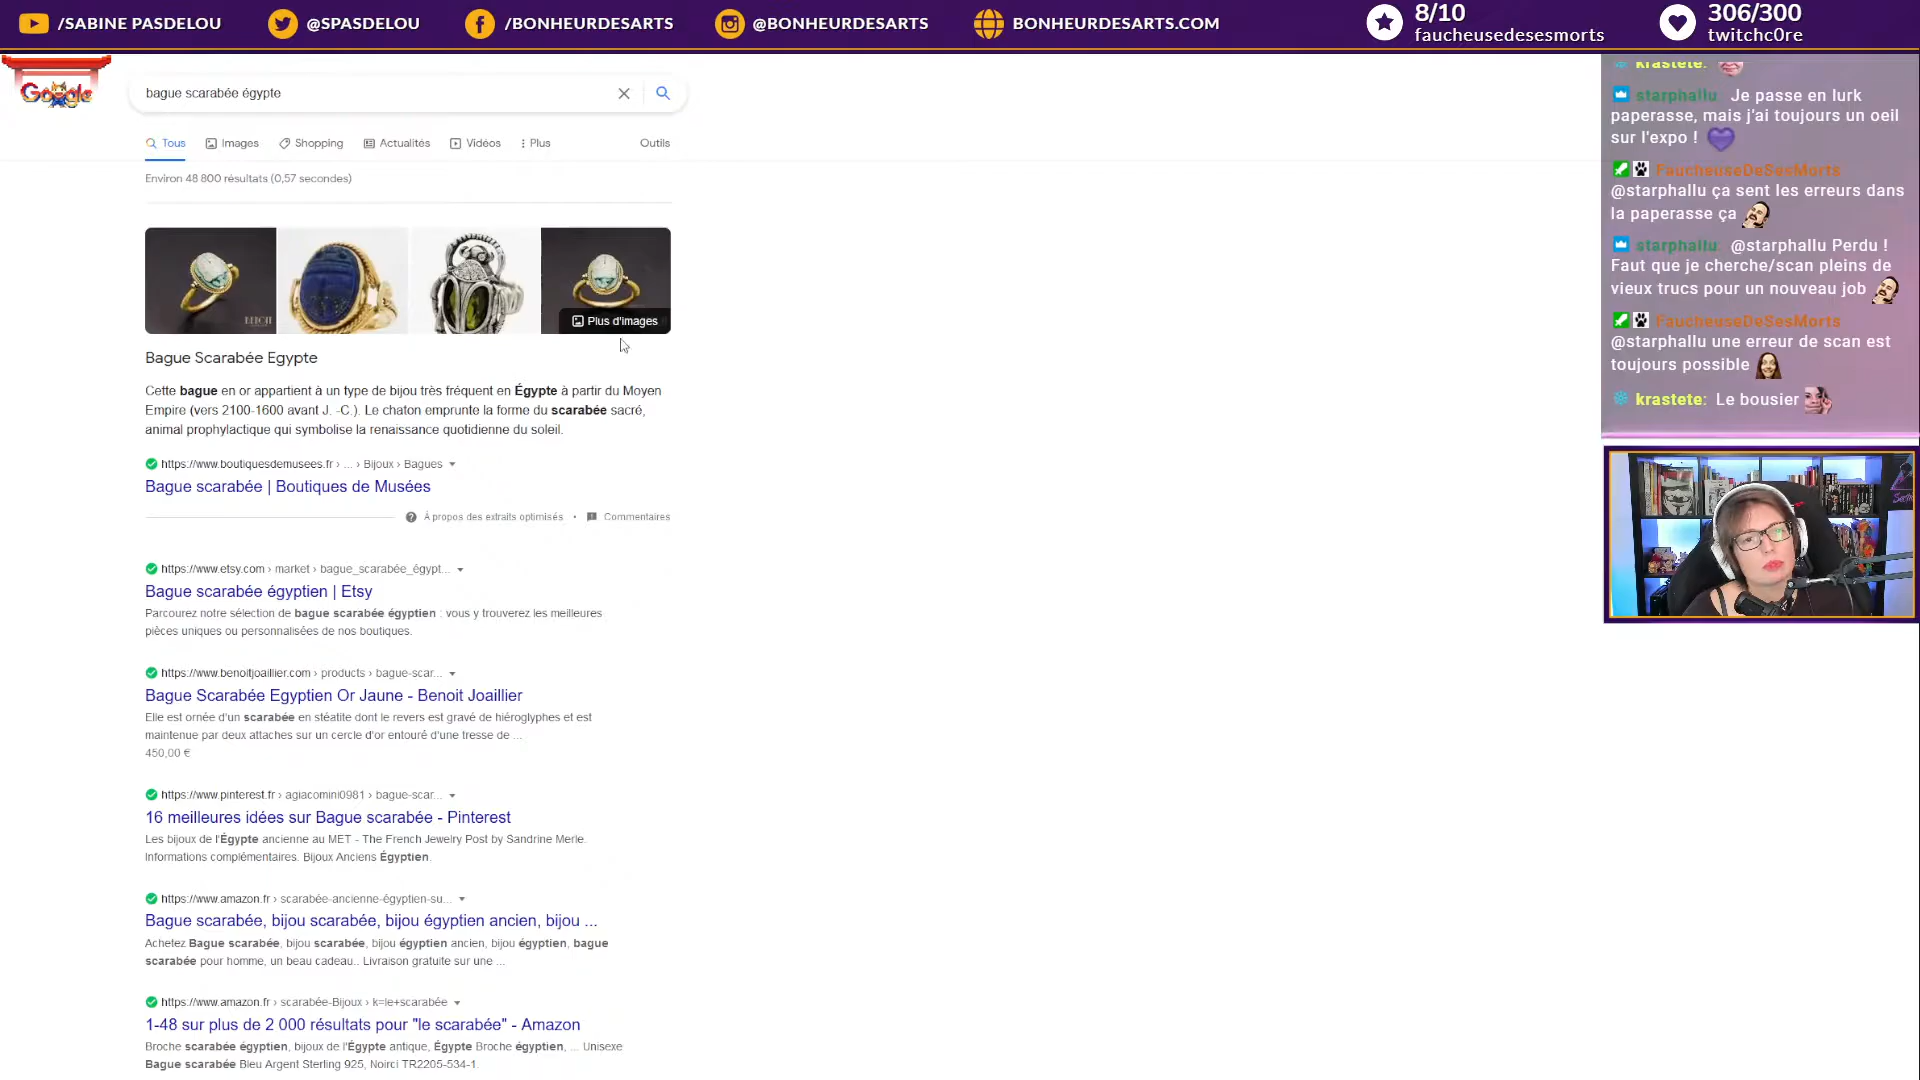 /SABINE PASDELOU
@SPASDELOU
/BONHEURDESARTS
@BONHEURDESARTS
BONHEURDESARTS.COM
8/10
faucheusedesesmorts
306/300
twitchc0re
Google
bague scarabée égypte
Tous
Images
Shopping
Actualités
Vidéos
Plus
Outils
Environ 48 800 résultats (0,57 secondes)
BENOIT
Plus d'images
Bague Scarabée Egypte
Cette bague en or appartient à un type de bijou très fréquent en Égypte à partir du Moyen
Empire (vers 2100-1600 avant J. -C.). Le chaton emprunte la forme du scarabée sacré,
animal prophylactique qui symbolise la renaissance quotidienne du soleil.
https://www.boutiquesdemusees.fr › ... › Bijoux › Bagues
Bague scarabée | Boutiques de Musées
À propos des extraits optimisés • Commentaires
https://www.etsy.com › market › bague_scarabée_égypt...
Bague scarabée égyptien | Etsy
Parcourez notre sélection de bague scarabée égyptien : vous y trouverez les meilleures
pièces uniques ou personnalisées de nos boutiques.
https://www.benoitjoaillier.com › products › bague-scar...
Bague Scarabée Egyptien Or Jaune - Benoit Joaillier
Elle est ornée d'un scarabée en stéatite dont le revers est gravé de hiéroglyphes et est
maintenue par deux attaches sur un cercle d'or entouré d'une tresse de ...
450,00 €
https://www.pinterest.fr › agiacomini0981 › bague-scar...
16 meilleures idées sur Bague scarabée - Pinterest
Les bijoux de l'Égypte ancienne au MET - The French Jewelry Post by Sandrine Merle.
Informations complémentaires. Bijoux Anciens Égyptien.
https://www.amazon.fr › scarabée-ancienne-égyptien-su...
Bague scarabée, bijou scarabée, bijou égyptien ancien, bijou ...
Achetez Bague scarabée, bijou scarabée, bijou égyptien ancien, bijou égyptien, bague
scarabée pour homme, un beau cadeau.. Livraison gratuite sur une ...
https://www.amazon.fr › scarabée-Bijoux › k=le+scarabée
1-48 sur plus de 2 000 résultats pour "le scarabée" - Amazon
Broche scarabée égyptien, bijoux de l'Égypte antique, Égypte Broche égyptien, ... Unisexe
Bague scarabée Bleu Argent Sterling 925, Noirci TR2205-534-1.
krastete:
starphallu: Je passe en lurk
paperasse, mais j'ai toujours un oeil
sur l'expo !
FaucheuseDeSesMorts
@starphallu ça sent les erreurs dans
la paperasse ça
starphallu: @starphallu Perdu !
Faut que je cherche/scan pleins de
vieux trucs pour un nouveau job
FaucheuseDeSesMorts
@starphallu une erreur de scan est
toujours possible
krastete: Le bousier